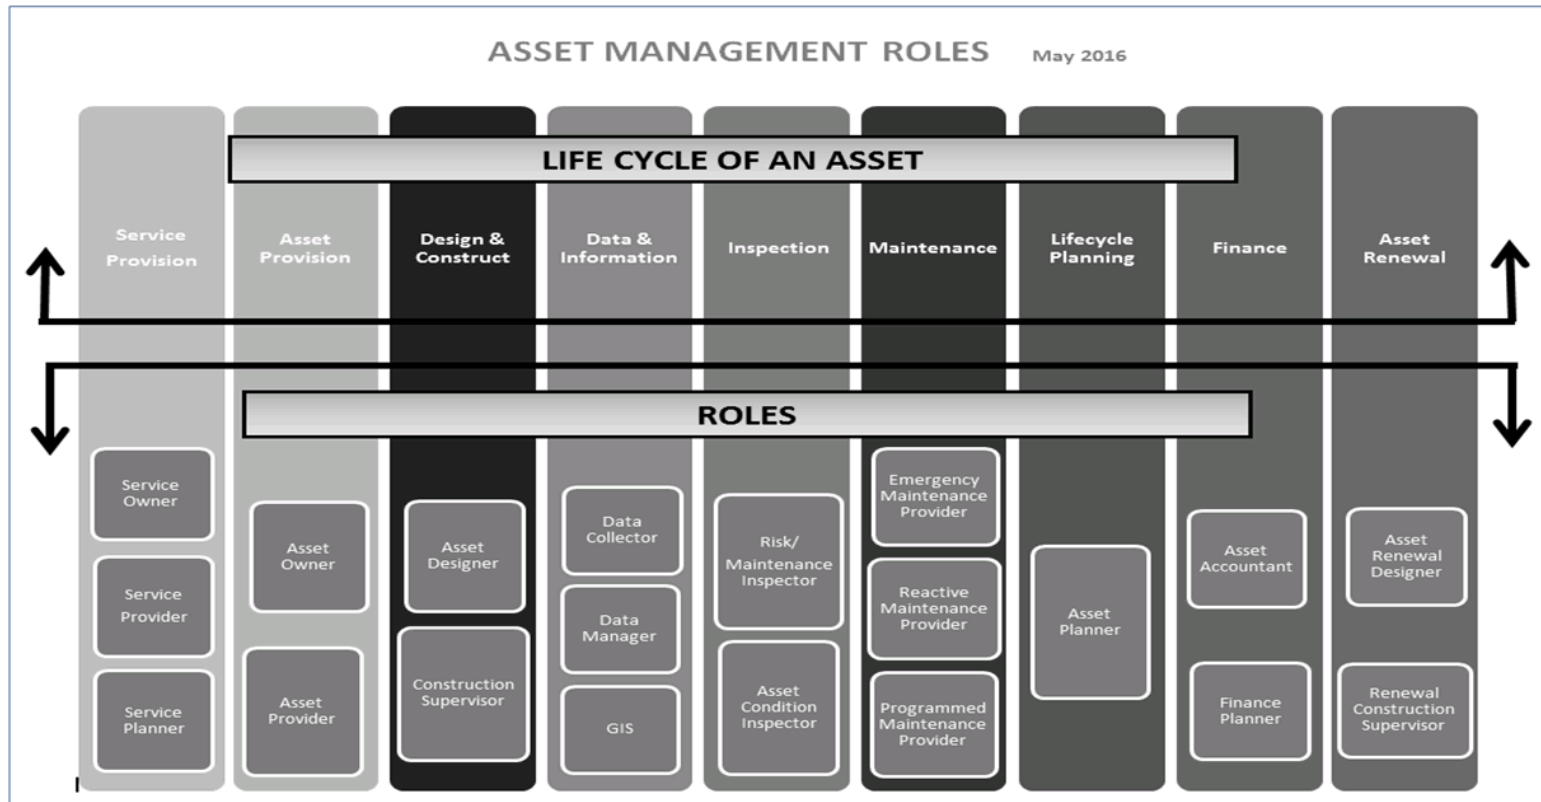 ASSET MANAGEMENT ROLES May 2016
LIFE CYCLE OF AN ASSET
Service
Provision
Asset
Provision
Design &
Construct
Data &
Information
Inspection
Maintenance
Lifecycle
Planning
Finance
Asset
Renewal
ROLES
Service
Owner
Service
Provider
Service
Planner
Asset
Owner
Asset
Provider
Asset
Designer
Construction
Supervisor
Data
Collector
Data
Manager
GIS
Risk/
Maintenance
Inspector
Asset
Condition
Inspector
Emergency
Maintenance
Provider
Reactive
Maintenance
Provider
Programmed
Maintenance
Provider
Asset
Planner
Asset
Accountant
Finance
Planner
Asset
Renewal
Designer
Renewal
Construction
Supervisor